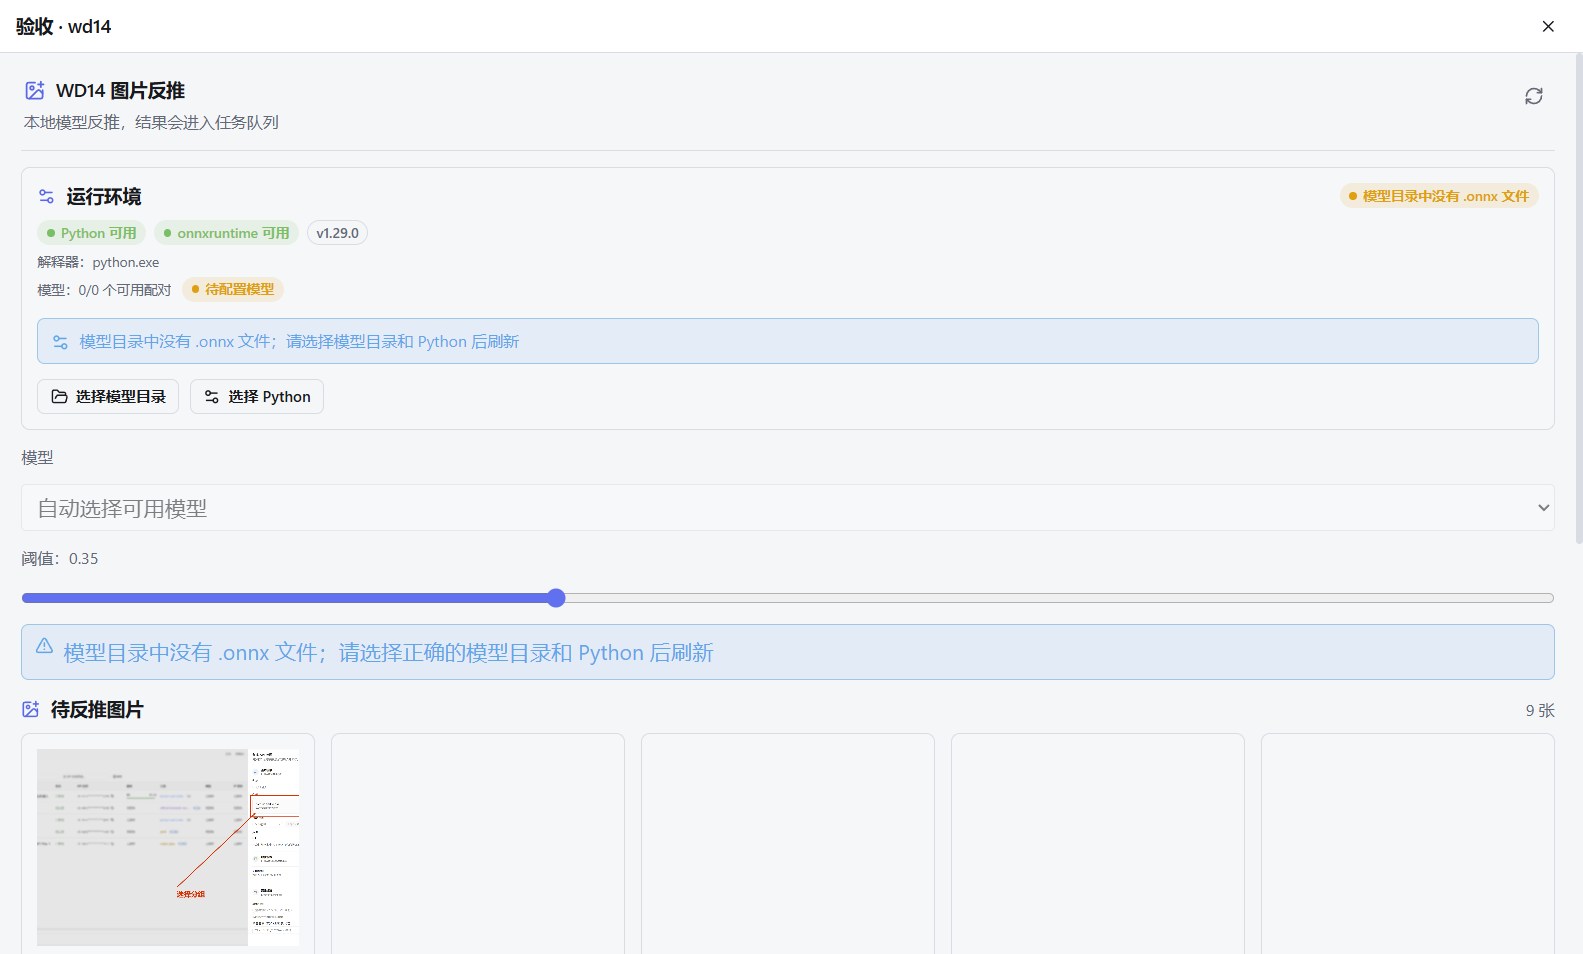 验收 · wd14
WD14 图片反推
本地模型反推，结果会进入任务队列
运行环境
模型目录中没有 .onnx 文件
Python 可用
onnxruntime 可用
v1.29.0
解释器：python.exe
模型：0/0 个可用配对
待配置模型
模型目录中没有 .onnx 文件；请选择模型目录和 Python 后刷新
选择模型目录
选择 Python
模型
自动选择可用模型
阈值：0.35
模型目录中没有 .onnx 文件；请选择正确的模型目录和 Python 后刷新
待反推图片
9 张
选择分组